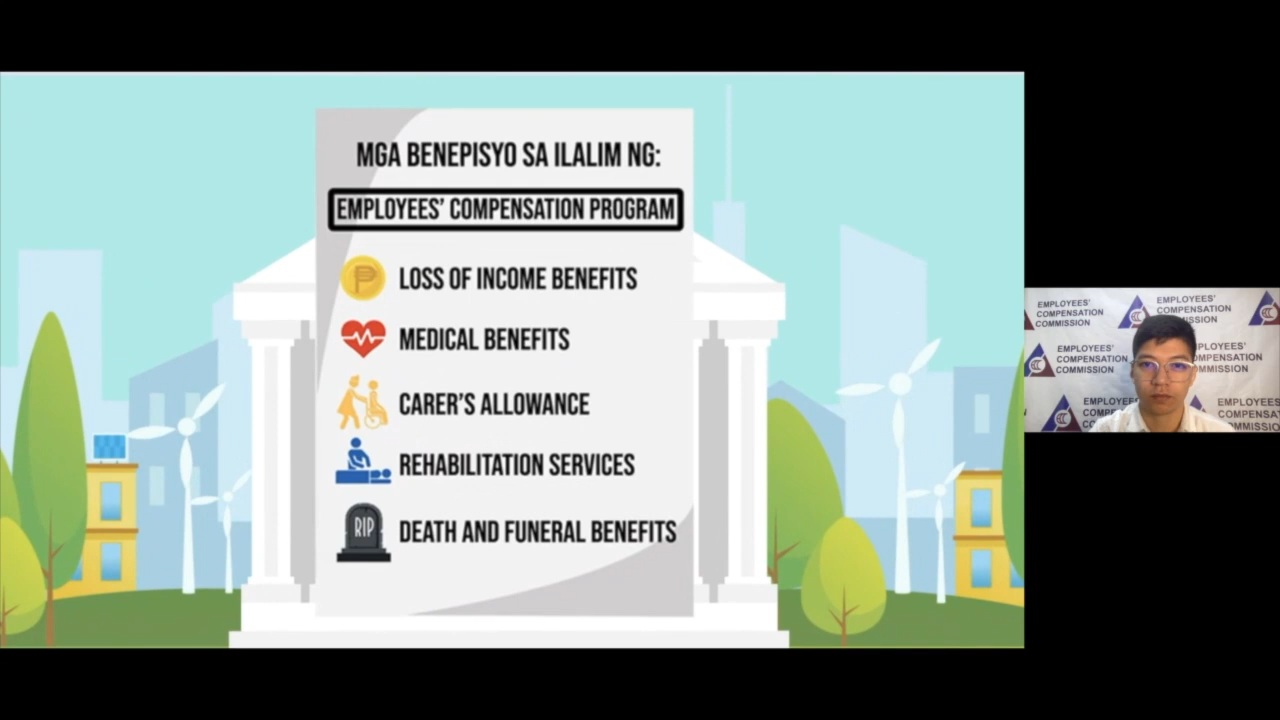 MGA BENEPISYO SA ILALIM NG:
EMPLOYEES' COMPENSATION PROGRAM
LOSS OF INCOME BENEFITS
MEDICAL BENEFITS
CARER'S ALLOWANCE
REHABILITATION SERVICES
RIP
DEATH AND FUNERAL BENEFITS
EMPLOYEES'
COMPENSATION
COMMISSION
EMPLOYEES'
COMPENSATION
COMMISSION
EMPLOYEES'
COMPENSATION
COMMISSION